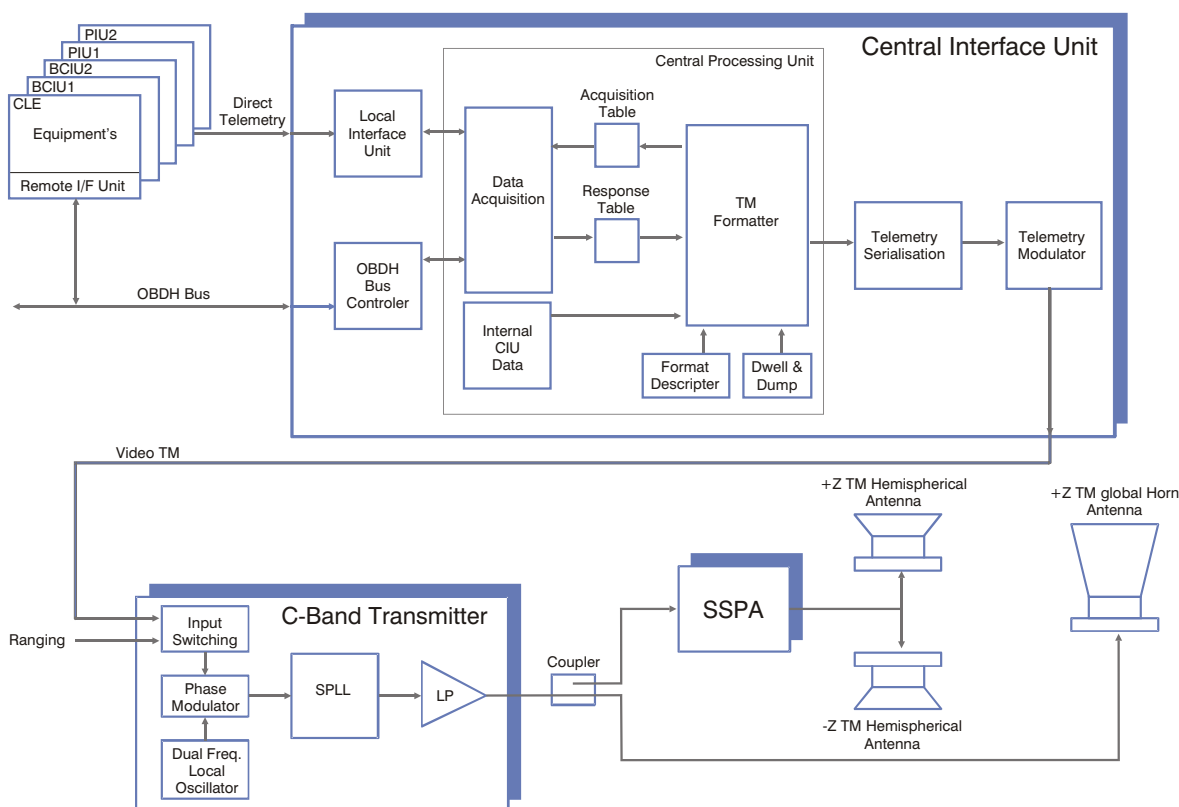 PIU2
PIU1
BCIU2
BCIU1
CLE
Equipment's
Remote I/F Unit
Direct
Telemetry
OBDH Bus
Central Interface Unit
Central Processing Unit
Local
Interface
Unit
OBDH
Bus
Controler
Data
Acquisition
Acquisition
Table
Response
Table
TM
Formatter
Internal
CIU
Data
Format
Descripter
Dwell &
Dump
Telemetry
Serialisation
Telemetry
Modulator
Video TM
Ranging
C-Band Transmitter
Input
Switching
Phase
Modulator
Dual Freq.
Local
Oscillator
SPLL
LP
Coupler
SSPA
+Z TM Hemispherical
Antenna
-Z TM Hemispherical
Antenna
+Z TM global Horn
Antenna